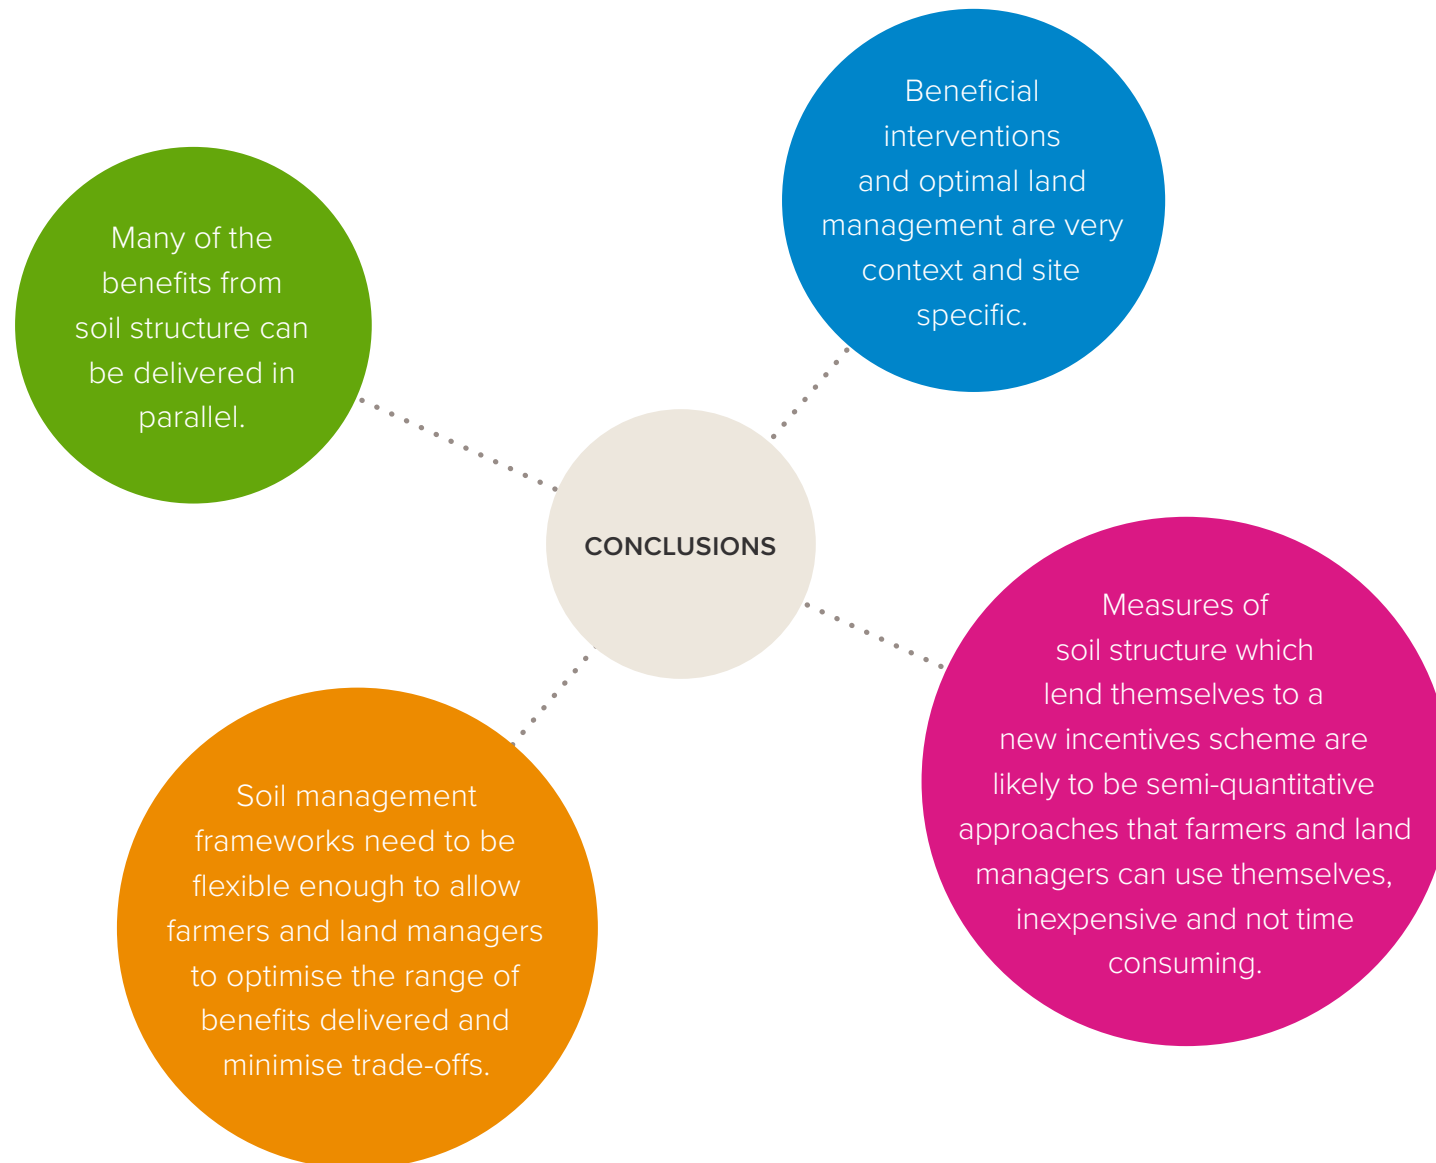 Beneficial
interventions
and optimal land
management are very
context and site
specific.
Many of the
benefits from
soil structure can
be delivered in
parallel.
CONCLUSIONS
Measures of
soil structure which
lend themselves to a
new incentives scheme are
likely to be semi-quantitative
approaches that farmers and land
managers can use themselves,
inexpensive and not time
consuming.
Soil management
frameworks need to be
flexible enough to allow
farmers and land managers
to optimise the range of
benefits delivered and
minimise trade-offs.